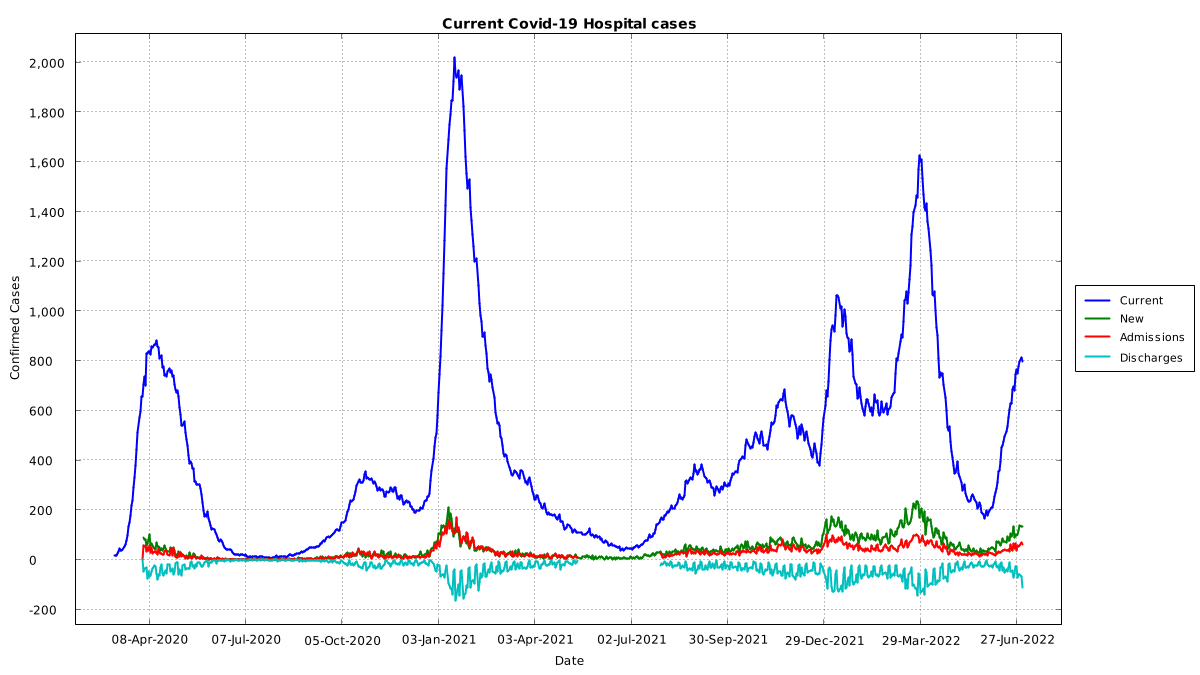 Current Covid-19 Hospital cases
2,000
1,800
1,600
1,400
1,200
1,000
800
600
400
200
0
-200
Confirmed Cases
08-Apr-2020 07-Jul-2020 05-Oct-2020 03-Jan-2021 03-Apr-2021 02-Jul-2021 30-Sep-2021 29-Dec-2021 29-Mar-2022 27-Jun-2022
Date
Current
New
Admissions
Discharges